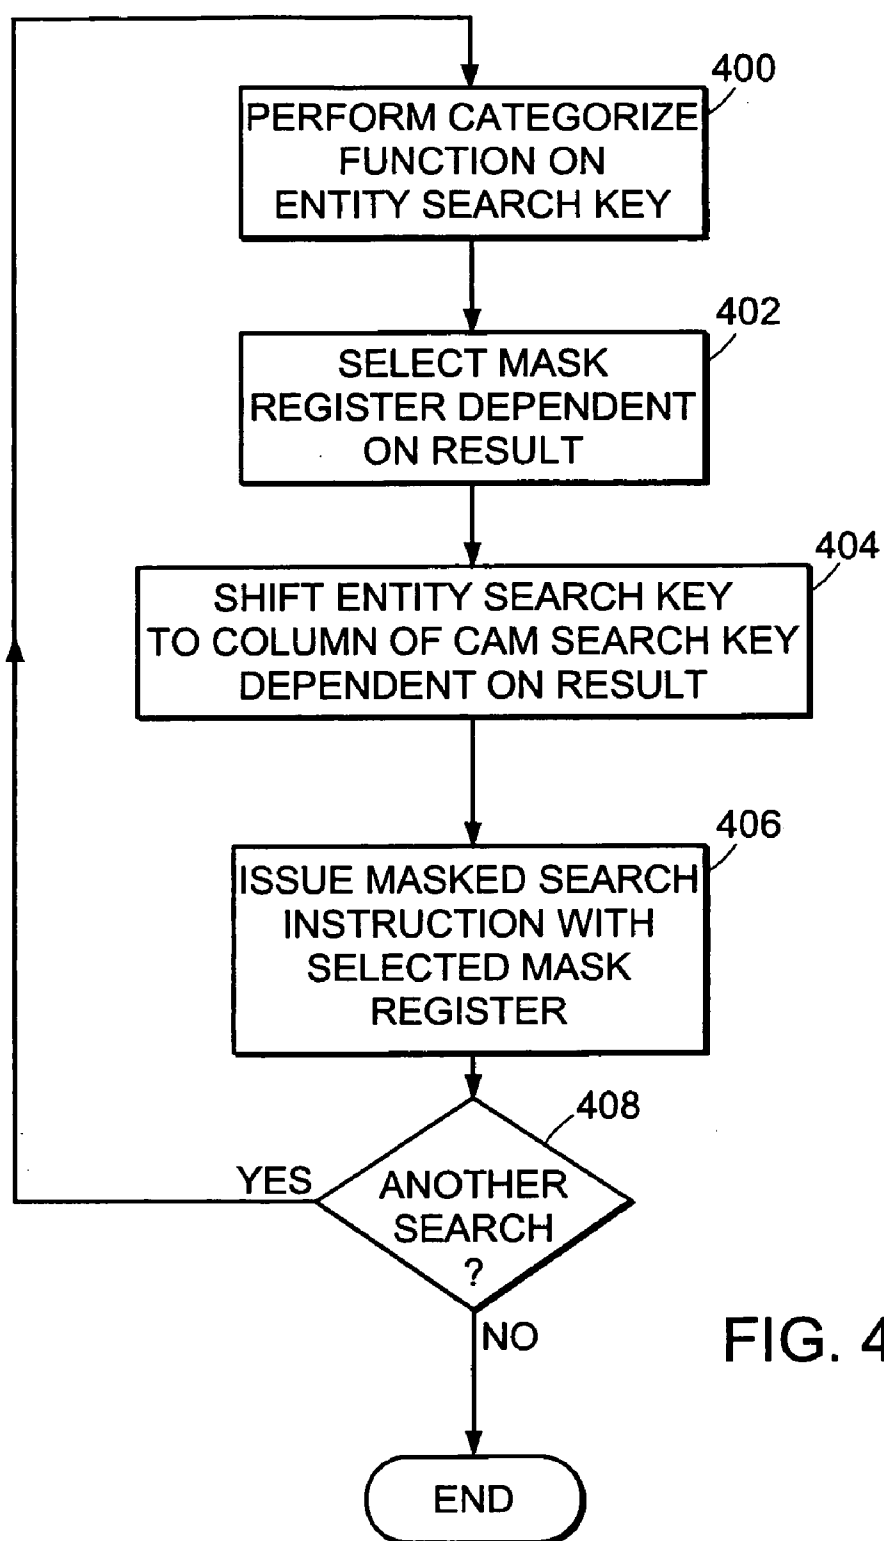 400
PERFORM CATEGORIZE
FUNCTION ON
ENTITY SEARCH KEY
402
SELECT MASK
REGISTER DEPENDENT
ON RESULT
404
SHIFT ENTITY SEARCH KEY
TO COLUMN OF CAM SEARCH KEY
DEPENDENT ON RESULT
406
ISSUE MASKED SEARCH
INSTRUCTION WITH
SELECTED MASK
REGISTER
408
YES
ANOTHER
SEARCH
?
NO
FIG. 4
END